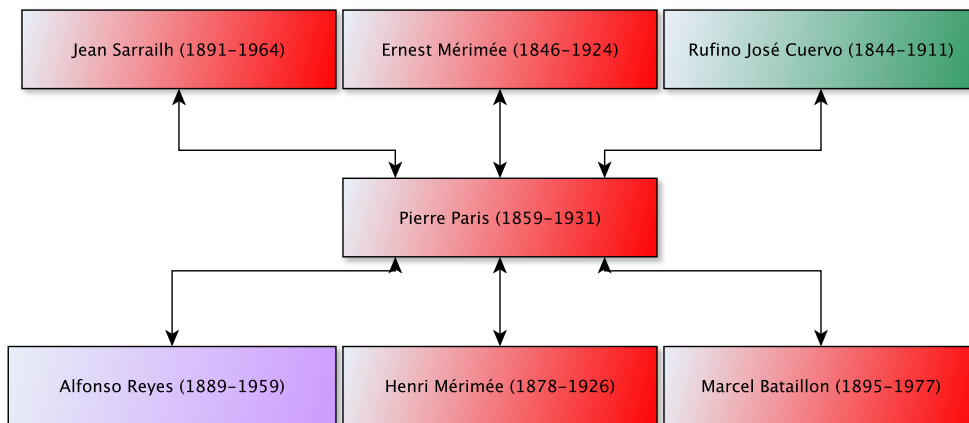 Jean Sarrailh (1891–1964)
Ernest Mérimée (1846–1924)
Rufino José Cuervo (1844–1911)
Pierre Paris (1859–1931)
Alfonso Reyes (1889–1959)
Henri Mérimée (1878–1926)
Marcel Bataillon (1895–1977)